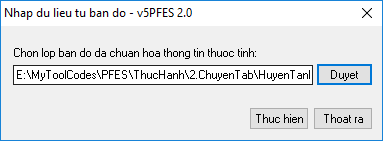 Nhap du lieu tu ban do - v5PFES 2.0
Chon lop ban do da chuan hoa thong tin thuoc tinh:
E:\MyToolCodes\PFES\ThucHanh\2.ChuyenTab\HuyenTanl Duyet
Thuc hien Thoat ra